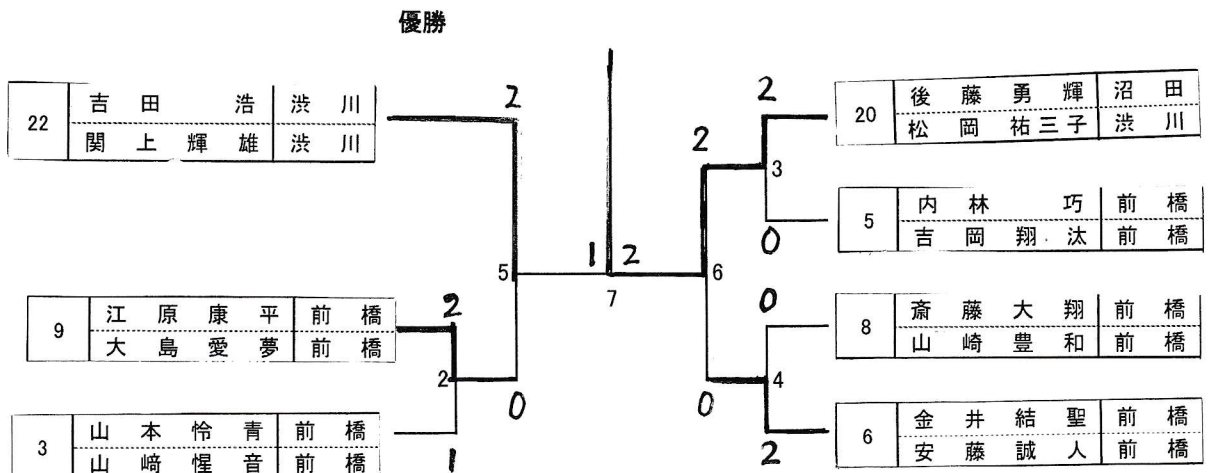 優勝
22 吉田 浩 渋川
関上輝雄 渋川
2
9 江原康平 前橋
大島愛夢 前橋
2
3 山本怜青 前橋
山﨑惺音 前橋
1
2
5
0
1 2
7
20 後藤勇輝 沼田
松岡祐三子 渋川
2
2
3
5 内林 巧 前橋
吉岡翔汰 前橋
0
6
8 斎藤大翔 前橋
山崎豊和 前橋
0
4
0
6 金井結聖 前橋
安藤誠人 前橋
2